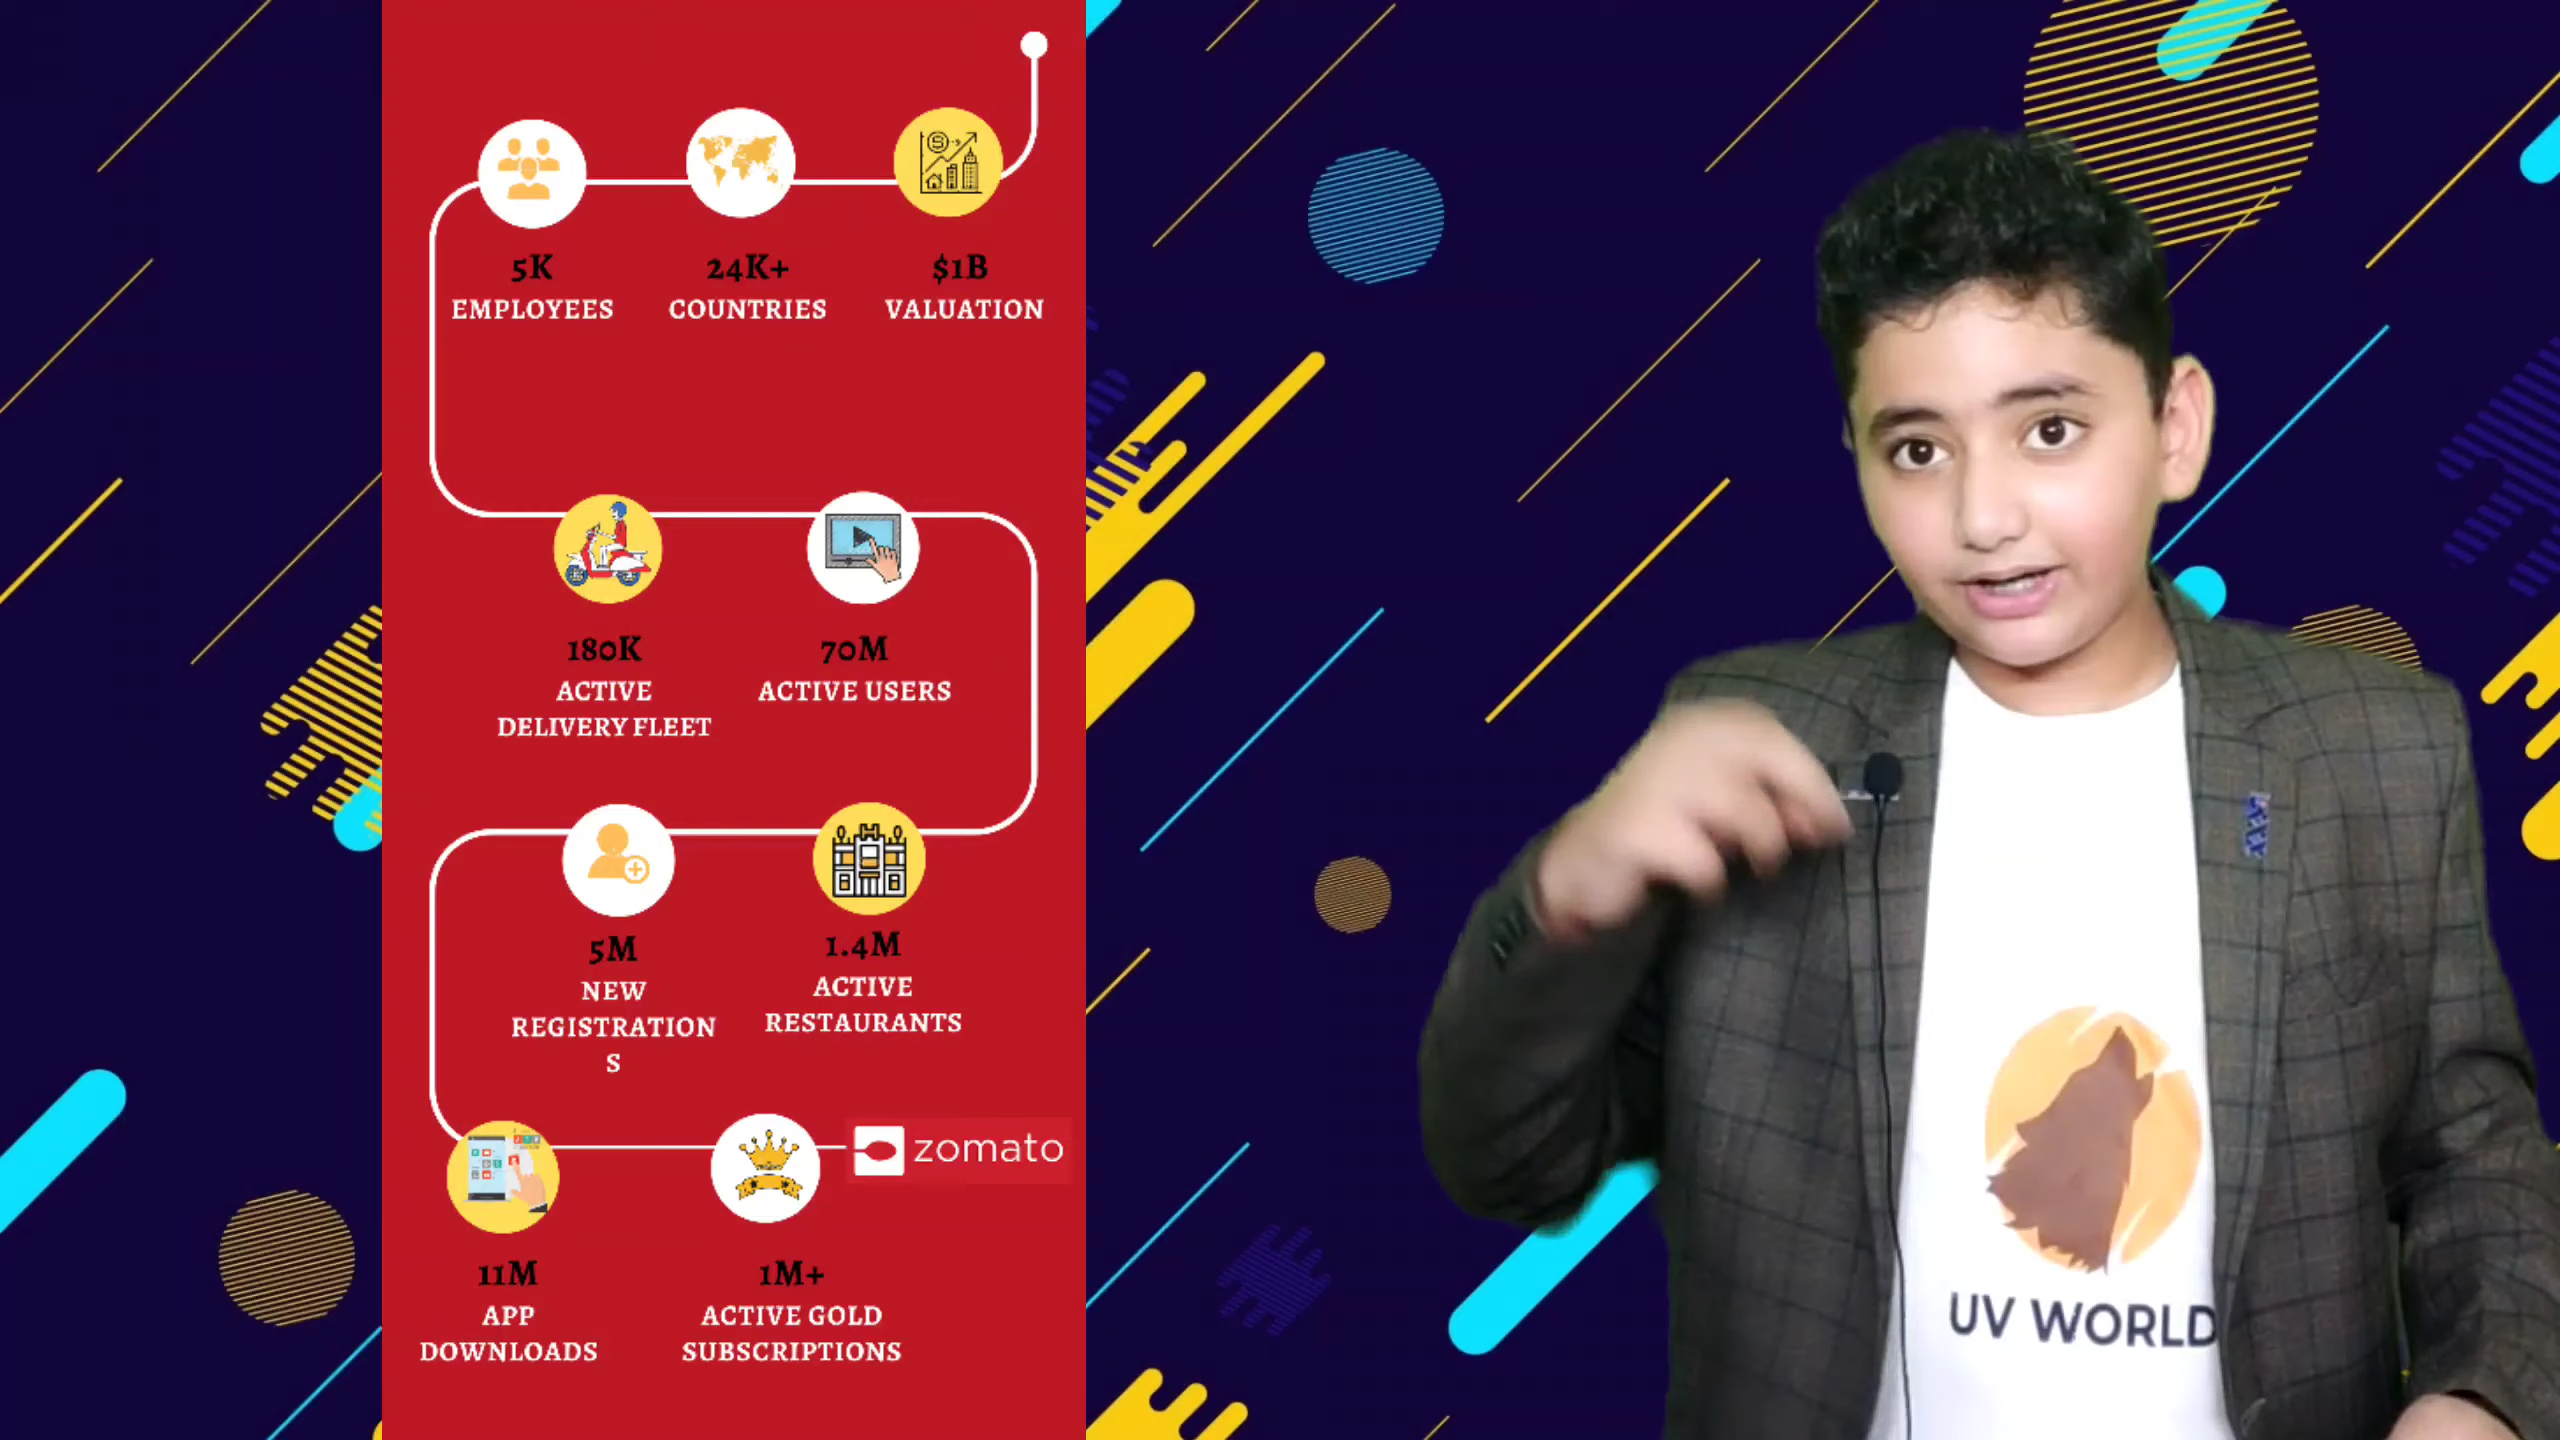 5K
EMPLOYEES
24K+
COUNTRIES
$1B
VALUATION
180K
ACTIVE
DELIVERY FLEET
70M
ACTIVE USERS
5M
NEW
REGISTRATION
S
1.4M
ACTIVE
RESTAURANTS
zomato
11M
APP
DOWNLOADS
1M+
ACTIVE GOLD
SUBSCRIPTIONS
UV WORLD